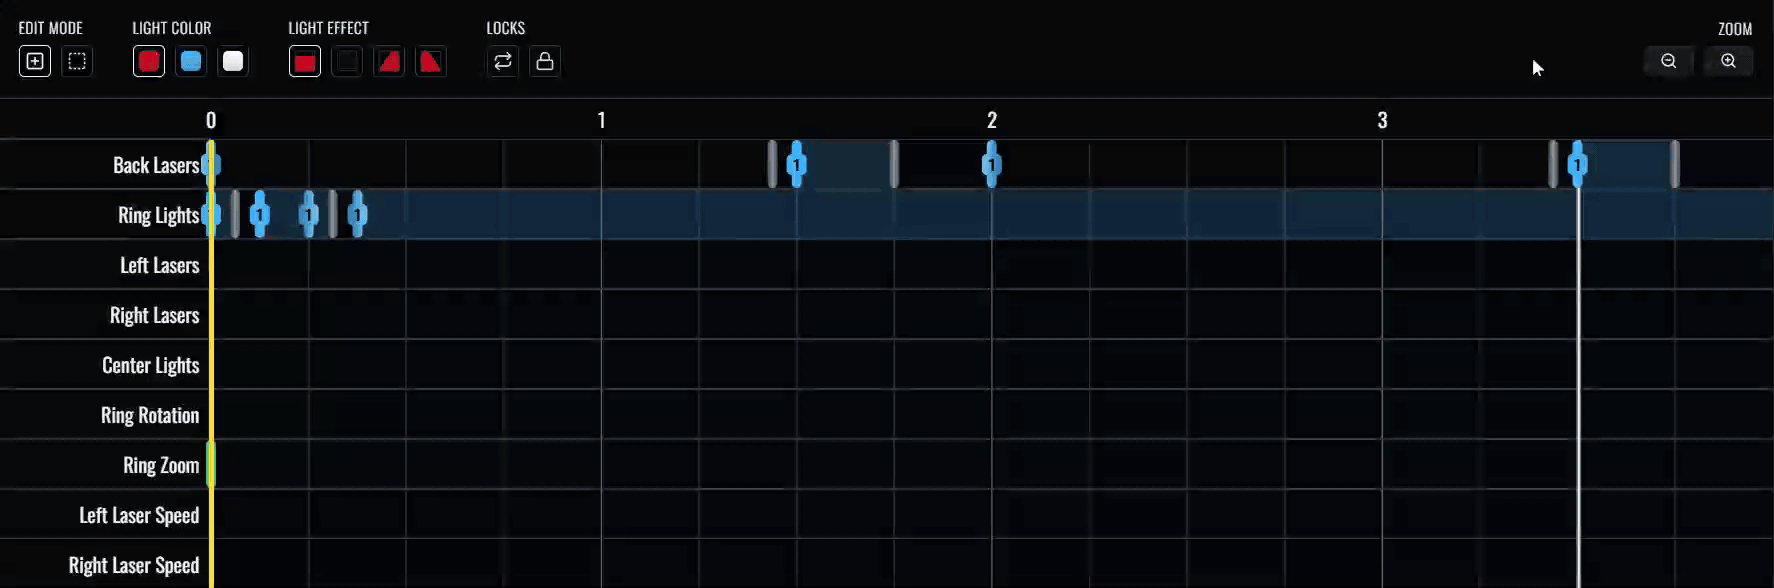 EDIT MODE LIGHT COLOR LIGHT EFFECT LOCKS ZOOM
0 1 2 3
Back Lasers 1 1 1
Ring Lights 1 1 1
Left Lasers
Right Lasers
Center Lights
Ring Rotation
Ring Zoom
Left Laser Speed
Right Laser Speed